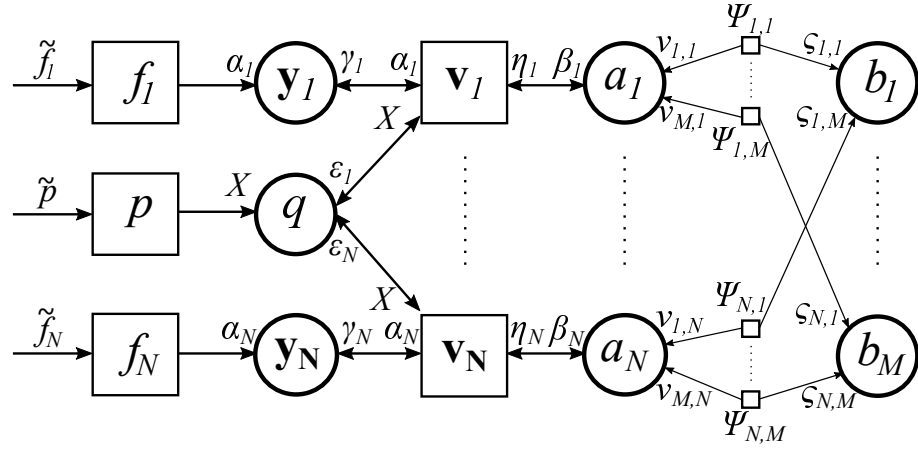 Ψ1,1
f̃1 f1 α1 y1 γ1 α1 v1 η1 β1 a1 ν1,1 ς1,1 b1
X νM,1 Ψ1,M ς1,M
p̃ p X q ε1
εN
X ΨN,1 ςN,1
f̃N fN αN yN γN αN vN ηN βN aN ν1,N bM
νM,N ςN,M
ΨN,M